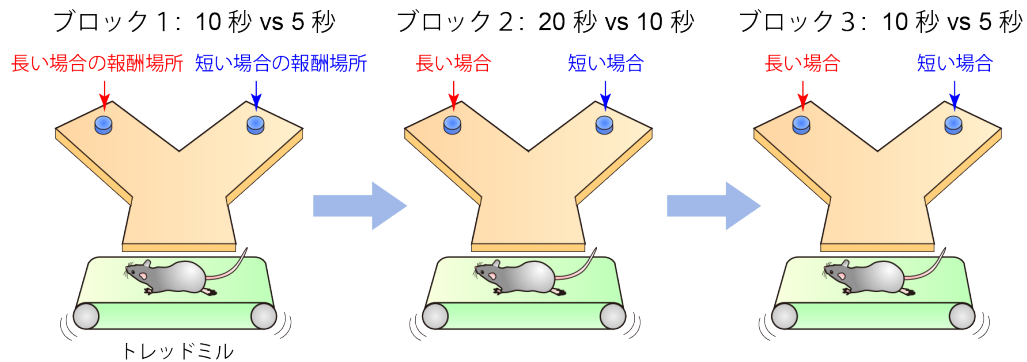 ブロック１: 10 秒 vs 5 秒
長い場合の報酬場所
短い場合の報酬場所
トレッドミル
ブロック２: 20 秒 vs 10 秒
長い場合
短い場合
ブロック３: 10 秒 vs 5 秒
長い場合
短い場合